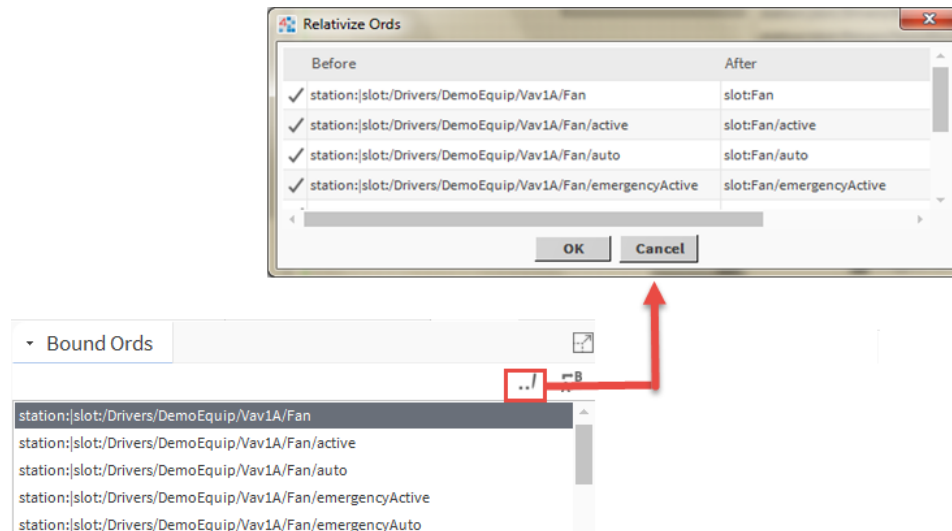 Relativize Ords
x
Before After
station:|slot:/Drivers/DemoEquip/Vav1A/Fan slot:Fan
station:|slot:/Drivers/DemoEquip/Vav1A/Fan/active slot:Fan/active
station:|slot:/Drivers/DemoEquip/Vav1A/Fan/auto slot:Fan/auto
station:|slot:/Drivers/DemoEquip/Vav1A/Fan/emergencyActive slot:Fan/emergencyActive
OK Cancel
Bound Ords
../ B
station:|slot:/Drivers/DemoEquip/Vav1A/Fan
station:|slot:/Drivers/DemoEquip/Vav1A/Fan/active
station:|slot:/Drivers/DemoEquip/Vav1A/Fan/auto
station:|slot:/Drivers/DemoEquip/Vav1A/Fan/emergencyActive
station:|slot:/Drivers/DemoEquip/Vav1A/Fan/emergencyAuto